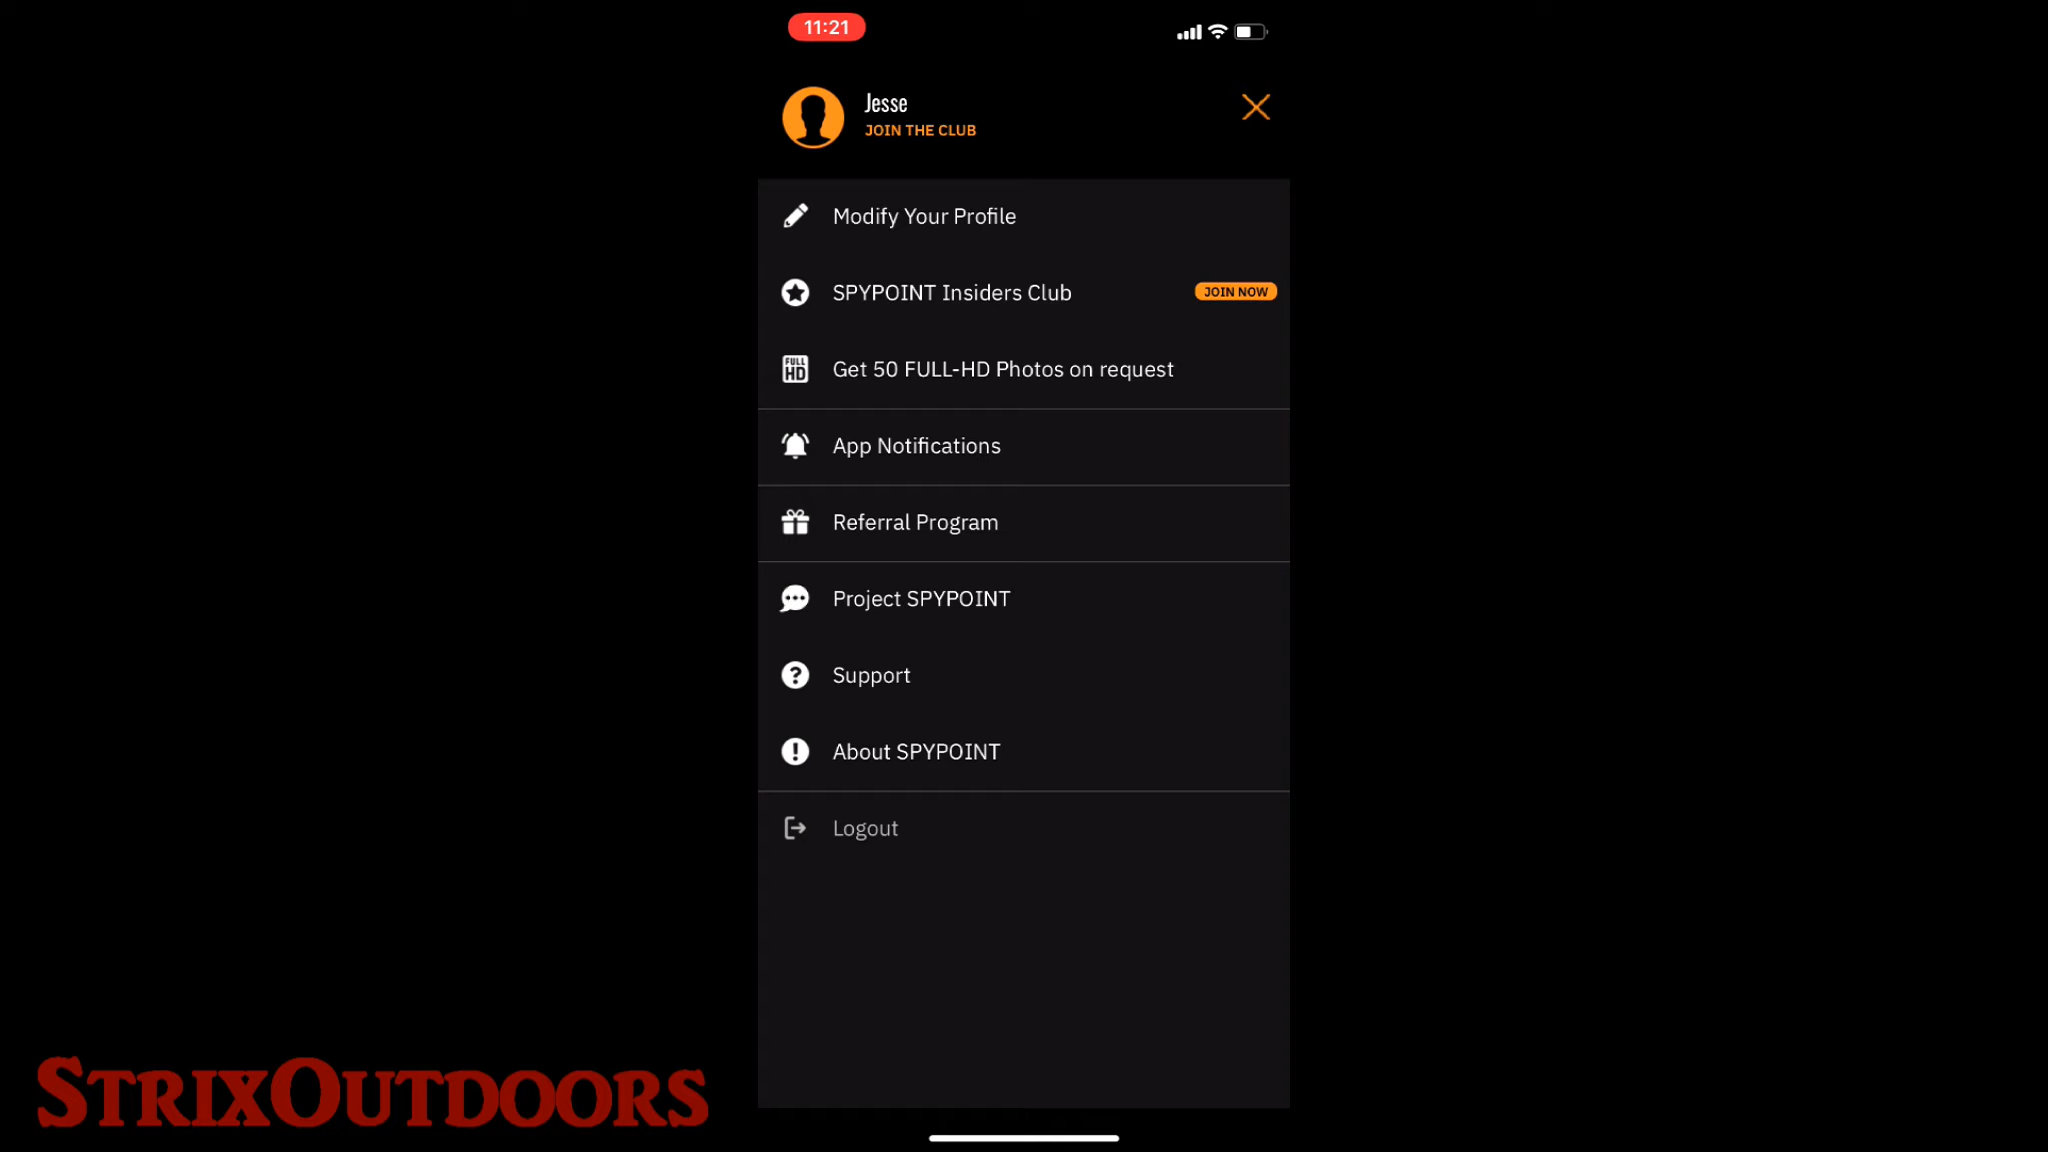 11:21
Jesse
JOIN THE CLUB
Modify Your Profile
SPYPOINT Insiders Club
JOIN NOW
FULL
HD
Get 50 FULL-HD Photos on request
App Notifications
Referral Program
Project SPYPOINT
Support
About SPYPOINT
Logout
STRIXOUTDOORS